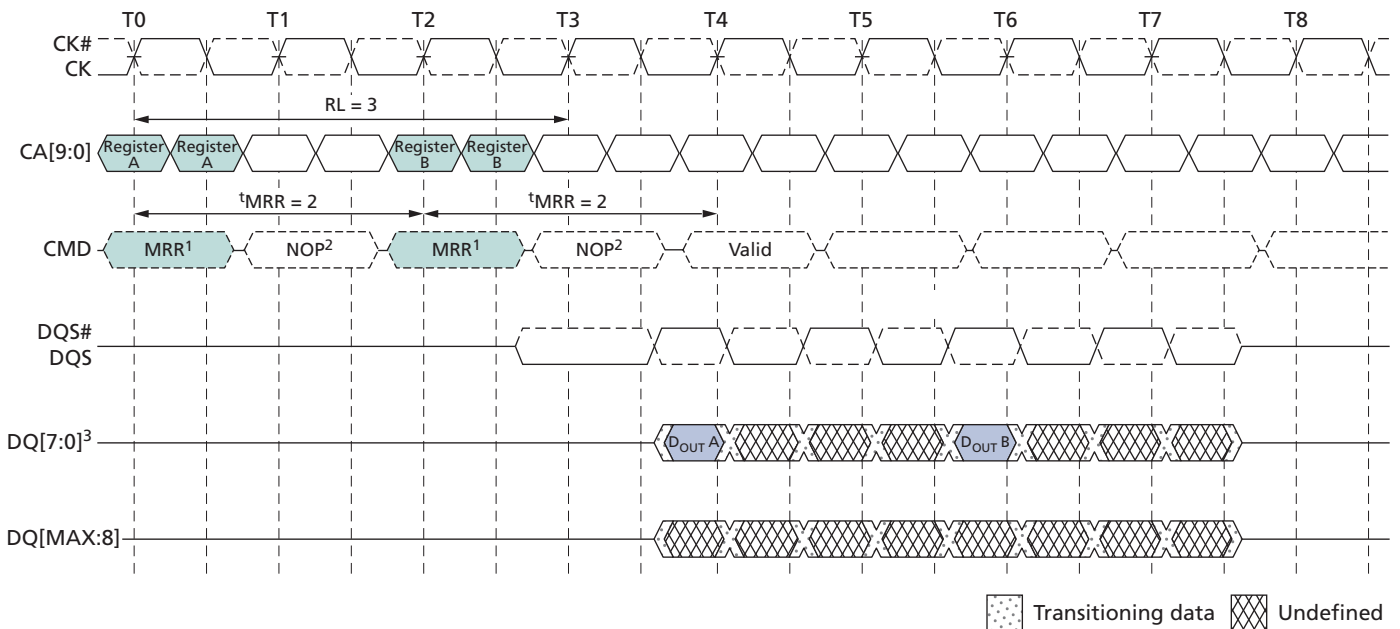 T0 T1 T2 T3 T4 T5 T6 T7 T8
CK#
CK
RL = 3
CA[9:0] Register A Register A Register B Register B
tMRR = 2 tMRR = 2
CMD MRR1 NOP2 MRR1 NOP2 Valid
DQS#
DQS
DQ[7:0]3 DOUT A DOUT B
DQ[MAX:8]
Transitioning data Undefined